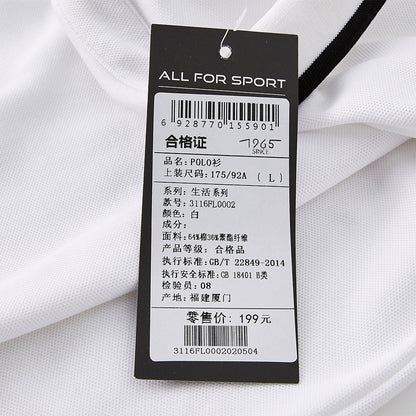 ALL FOR SPORT
6 928770 155901
合格证
1965
SINCE
品名: POLO衫
上装尺码: 175/92A (L)
系列: 生活系列
款号: 3116FL0002
颜色: 白
成分:
面料: 64%棉36%聚酯纤维
产品等级: 合格品
执行标准: GB/T 22849-2014
执行安全标准: GB 18401 B类
检验员: 08
产地: 福建厦门
零售价: 199元
3116FL0002020504